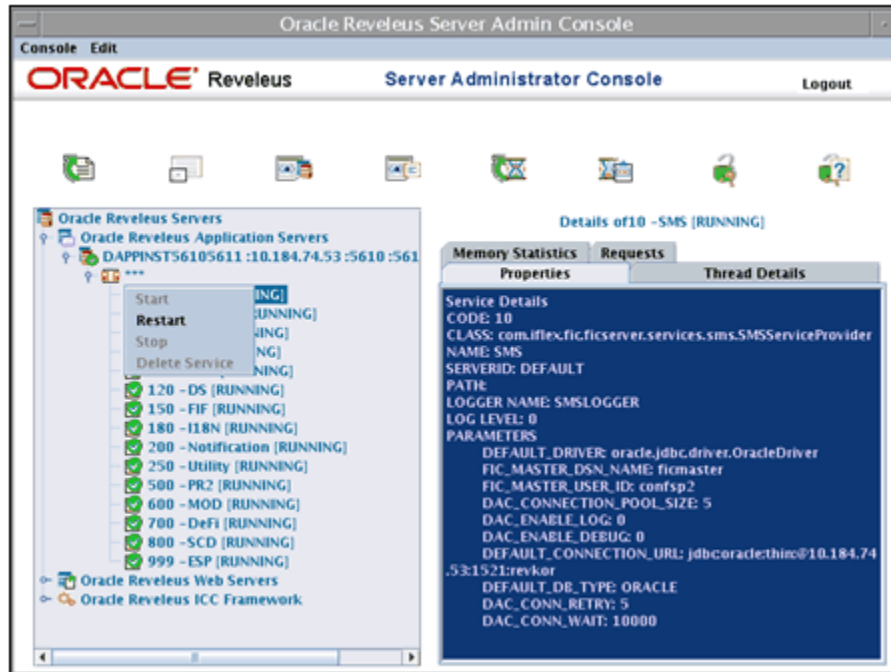 Oracle Reveleus Server Admin Console
Console Edit
ORACLE Reveleus
Server Administrator Console
Logout
Oracle Reveleus Servers
Oracle Reveleus Application Servers
DAPPINST56105611 :10.184.74.53 :5610 :561
***
Start
Restart
Stop
Delete Service
ING]
RUNNING]
ING]
NG]
ING]
120 - DS [RUNNING]
150 - FIF [RUNNING]
180 - I18N [RUNNING]
200 - Notification [RUNNING]
250 - Utility [RUNNING]
500 - PR2 [RUNNING]
600 - MOD [RUNNING]
700 - DeFi [RUNNING]
800 - SCD [RUNNING]
999 - ESP [RUNNING]
Oracle Reveleus Web Servers
Oracle Reveleus ICC Framework
Details of10 -SMS [RUNNING]
Memory Statistics Requests
Properties Thread Details
Service Details
CODE: 10
CLASS: com.iflex.fic.ficserver.services.sms.SMSServiceProvider
NAME: SMS
SERVERID: DEFAULT
PATH:
LOGGER NAME: SMSLOGGER
LOG LEVEL: 0
PARAMETERS
DEFAULT_DRIVER: oracle.jdbc.driver.OracleDriver
FIC_MASTER_DSN_NAME: ficmaster
FIC_MASTER_USER_ID: confsp2
DAC_CONNECTION_POOL_SIZE: 5
DAC_ENABLE_LOG: 0
DAC_ENABLE_DEBUG: 0
DEFAULT_CONNECTION_URL: jdbc:oracle:thin:@10.184.74
.53:1521:revkor
DEFAULT_DB_TYPE: ORACLE
DAC_CONN_RETRY: 5
DAC_CONN_WAIT: 10000